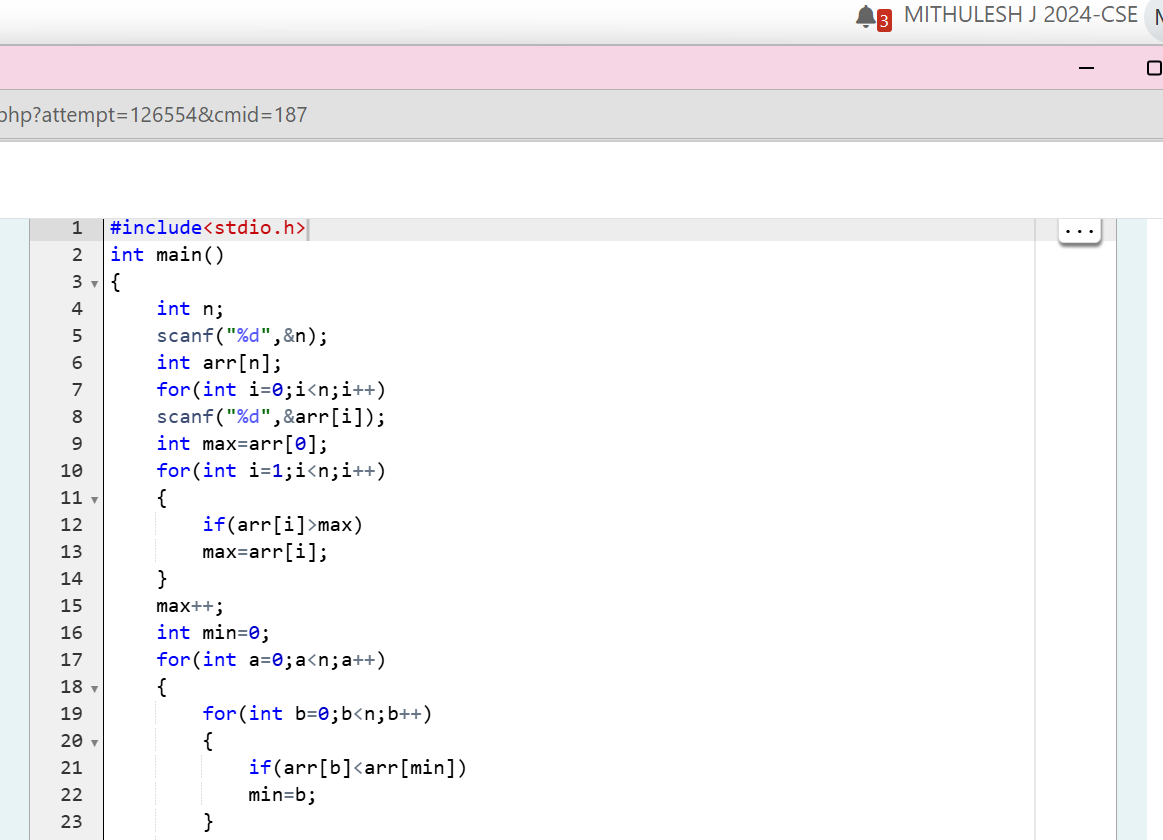 3 MITHULESH J 2024-CSE
php?attempt=126554&cmid=187
1 #include<stdio.h>
...
2 int main()
3 {
4 int n;
5 scanf("%d",&n);
6 int arr[n];
7 for(int i=0;i<n;i++)
8 scanf("%d",&arr[i]);
9 int max=arr[0];
10 for(int i=1;i<n;i++)
11 {
12 if(arr[i]>max)
13 max=arr[i];
14 }
15 max++;
16 int min=0;
17 for(int a=0;a<n;a++)
18 {
19 for(int b=0;b<n;b++)
20 {
21 if(arr[b]<arr[min])
22 min=b;
23 }